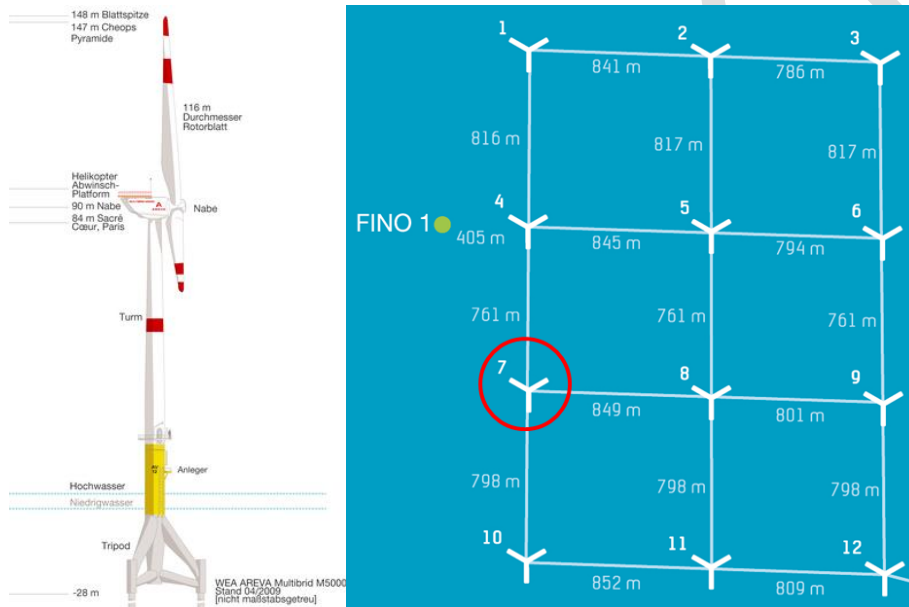 148 m Blattspitze
147 m Cheops
Pyramide
116 m
Durchmesser
Rotorblatt
Helikopter
Abwinsch-
Platform
90 m Nabe
84 m Sacré
Cœur, Paris
Nabe
AREVA
Turm
Anleger
Hochwasser
Niedrigwasser
Tripod
-28 m
WEA AREVA Multibrid M5000
Stand 04/2009
[nicht maßstabsgetreu]
1
2
3
841 m
786 m
816 m
817 m
817 m
4
5
6
FINO 1
405 m
845 m
794 m
761 m
761 m
761 m
7
8
9
849 m
801 m
798 m
798 m
798 m
10
11
12
852 m
809 m